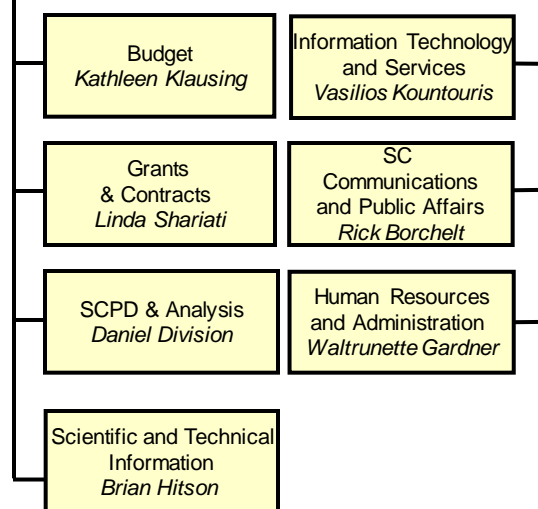 Budget
Kathleen Klausing
Information Technology
and Services
Vasilios Kountouris
Grants
& Contracts
Linda Shariati
SC
Communications
and Public Affairs
Rick Borchelt
SCPD & Analysis
Daniel Division
Human Resources
and Administration
Waltrunette Gardner
Scientific and Technical
Information
Brian Hitson